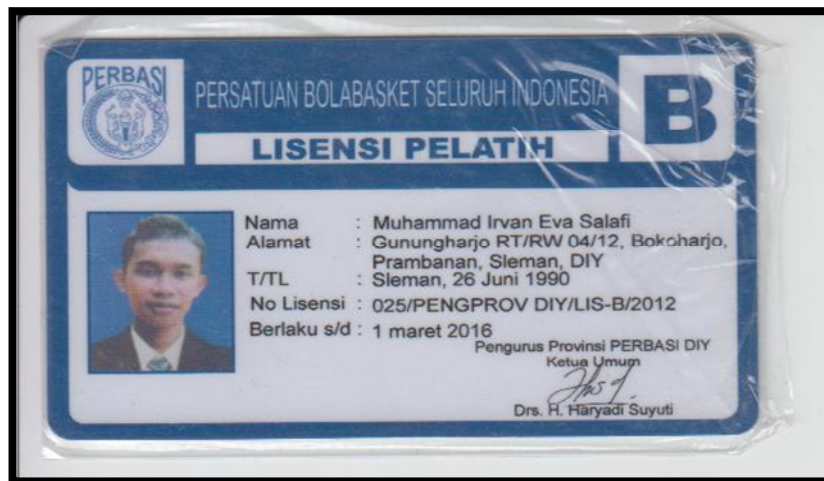 PERBASI
PERSATUAN BOLABASKET SELURUH INDONESIA
B
LISENSI PELATIH
Nama : Muhammad Irvan Eva Salafi
Alamat : Gunungharjo RT/RW 04/12, Bokoharjo,
Prambanan, Sleman, DIY
T/TL : Sleman, 26 Juni 1990
No Lisensi : 025/PENGPROV DIY/LIS-B/2012
Berlaku s/d : 1 maret 2016
Pengurus Provinsi PERBASI DIY
Ketua Umum
Drs. H. Haryadi Suyuti